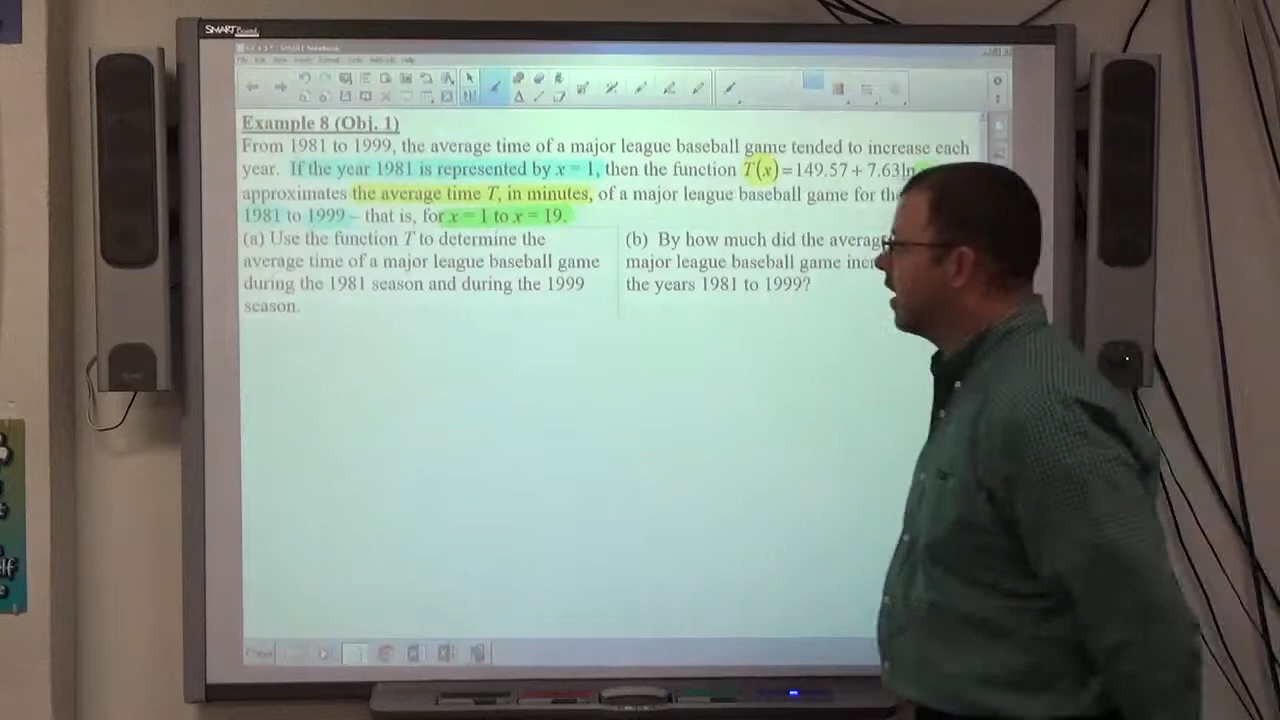 SMART Board
SMART Notebook
Example 8 (Obj. 1)
From 1981 to 1999, the average time of a major league baseball game tended to increase each
year. If the year 1981 is represented by x = 1, then the function T(x) = 149.57 + 7.63ln
approximates the average time T, in minutes, of a major league baseball game for the
1981 to 1999 – that is, for x = 1 to x = 19.
(a) Use the function T to determine the
average time of a major league baseball game
during the 1981 season and during the 1999
season.
(b) By how much did the average
major league baseball game
the years 1981 to 1999?